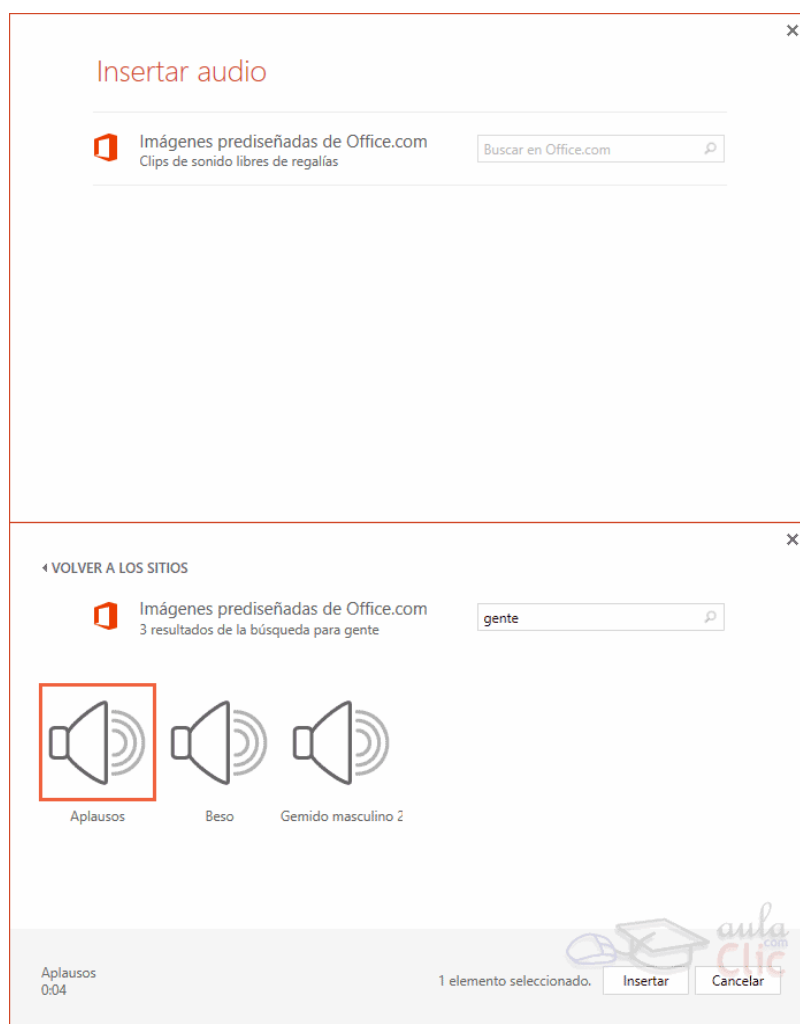 Insertar audio
Imágenes prediseñadas de Office.com
Clips de sonido libres de regalías
Buscar en Office.com
VOLVER A LOS SITIOS
Imágenes prediseñadas de Office.com
3 resultados de la búsqueda para gente
gente
Aplausos
Beso
Gemido masculino 2
aula
.com
Clic
Aplausos
0:04
1 elemento seleccionado.
Insertar
Cancelar